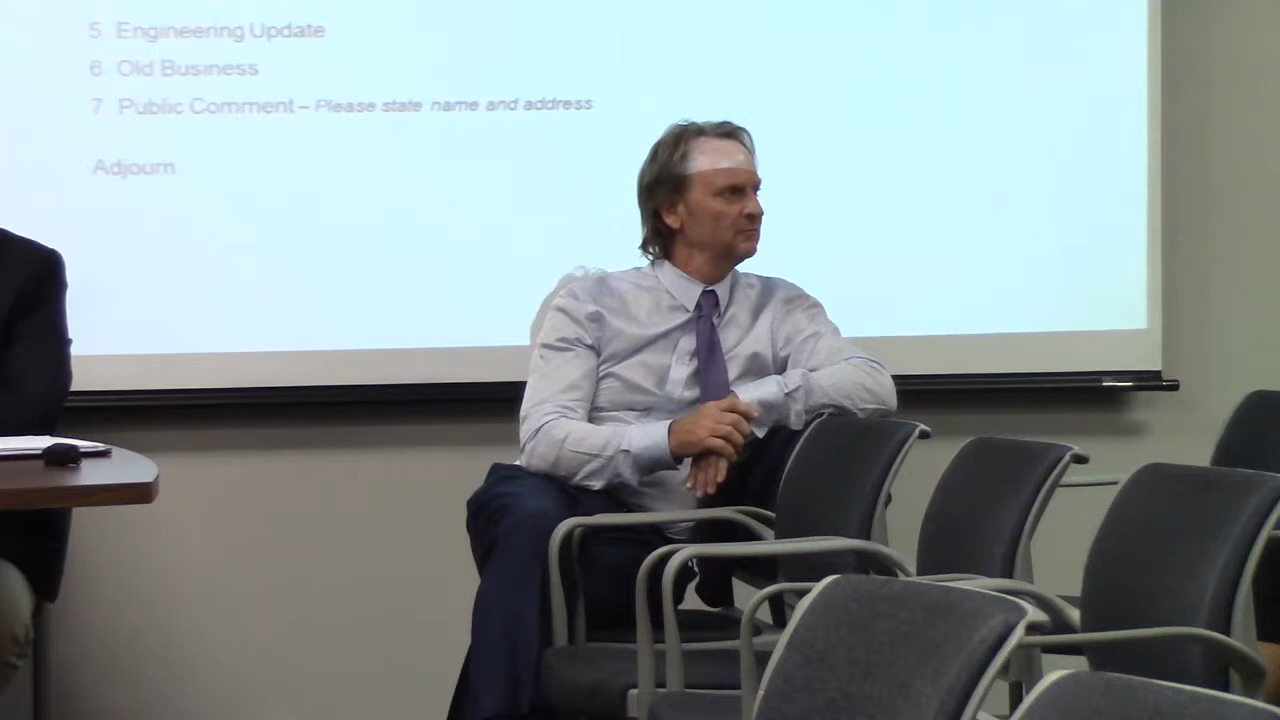 5 Engineering Update
6 Old Business
7 Public Comment – Please state name and address
Adjourn